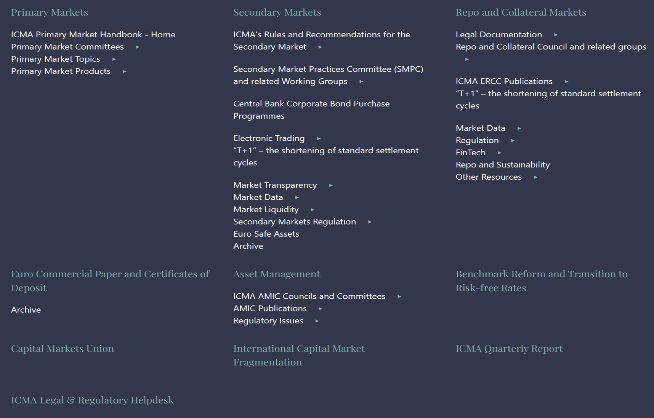 Primary Markets
ICMA Primary Market Handbook - Home
Primary Market Committees
Primary Market Topics
Primary Market Products
Secondary Markets
ICMA's Rules and Recommendations for the
Secondary Market
Secondary Market Practices Committee (SMPC)
and related Working Groups
Central Bank Corporate Bond Purchase
Programmes
Electronic Trading
"T+1" – the shortening of standard settlement
cycles
Market Transparency
Market Data
Market Liquidity
Secondary Markets Regulation
Euro Safe Assets
Archive
Repo and Collateral Markets
Legal Documentation
Repo and Collateral Council and related groups
ICMA ERCC Publications
"T+1" – the shortening of standard settlement
cycles
Market Data
Regulation
FinTech
Repo and Sustainability
Other Resources
Euro Commercial Paper and Certificates of
Deposit
Archive
Asset Management
ICMA AMIC Councils and Committees
AMIC Publications
Regulatory Issues
Benchmark Reform and Transition to
Risk-free Rates
Capital Markets Union
International Capital Market
Fragmentation
ICMA Quarterly Report
ICMA Legal & Regulatory Helpdesk